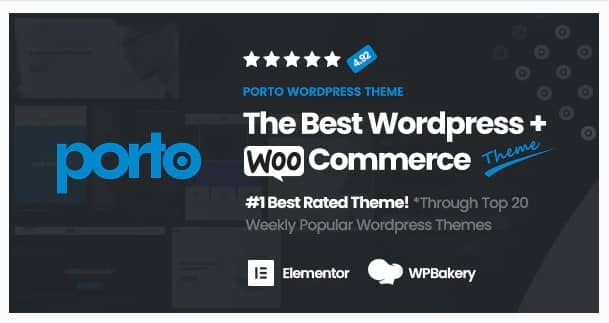 4.92
PORTO WORDPRESS THEME
The Best Wordpress +
porto
WOO Commerce Theme
#1 Best Rated Theme! *Through Top 20
Weekly Popular Wordpress Themes
Elementor WPBakery